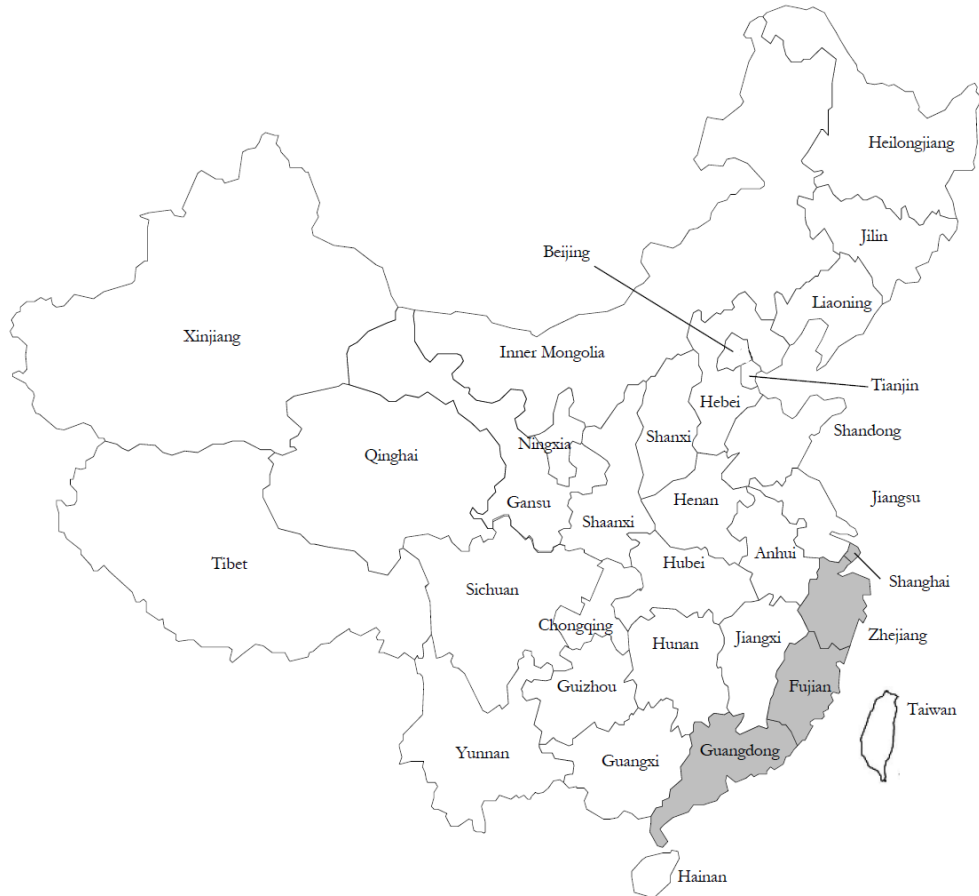 Heilongjiang
Jilin
Beijing
Liaoning
Xinjiang
Inner Mongolia
Tianjin
Hebei
Shandong
Ningxia
Shanxi
Qinghai
Jiangsu
Gansu
Henan
Shaanxi
Anhui
Tibet
Hubei
Shanghai
Sichuan
Chongqing
Zhejiang
Hunan
Jiangxi
Guizhou
Fujian
Taiwan
Yunnan
Guangdong
Guangxi
Hainan